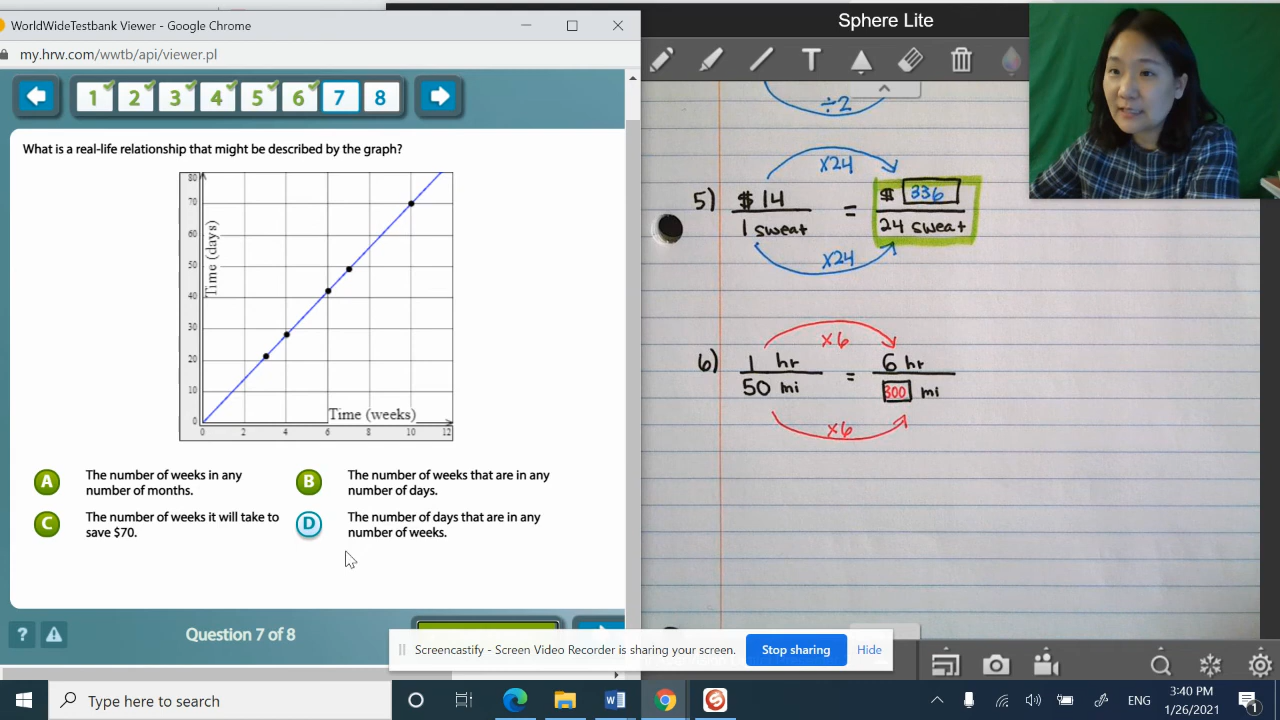 WorldWideTestbank Viewer - Google Chrome
my.hrw.com/wwtb/api/viewer.pl
1 2 3 4 5 6 7 8
What is a real-life relationship that might be described by the graph?
80
70
60
50
40
30
20
10
0
Time (days)
Time (weeks)
0 2 4 6 8 10 12
A The number of weeks in any number of months.
B The number of weeks that are in any number of days.
C The number of weeks it will take to save $70.
D The number of days that are in any number of weeks.
? Question 7 of 8
Sphere Lite
T
÷2
x24
5) $ 14 = $ 336
1 sweat 24 sweat
x24
x6
6) 1 hr = 6 hr
50 mi 300 mi
x6
Screencastify - Screen Video Recorder is sharing your screen. Stop sharing Hide
Type here to search
ENG
3:40 PM
1/26/2021
1